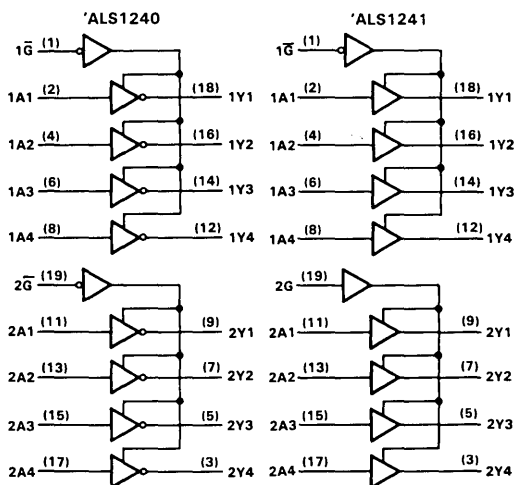 'ALS1240
1G̅ (1)
1A1 (2) (18) 1Y1
1A2 (4) (16) 1Y2
1A3 (6) (14) 1Y3
1A4 (8) (12) 1Y4
2G̅ (19)
2A1 (11) (9) 2Y1
2A2 (13) (7) 2Y2
2A3 (15) (5) 2Y3
2A4 (17) (3) 2Y4
'ALS1241
1G̅ (1)
1A1 (2) (18) 1Y1
1A2 (4) (16) 1Y2
1A3 (6) (14) 1Y3
1A4 (8) (12) 1Y4
2G (19)
2A1 (11) (9) 2Y1
2A2 (13) (7) 2Y2
2A3 (15) (5) 2Y3
2A4 (17) (3) 2Y4